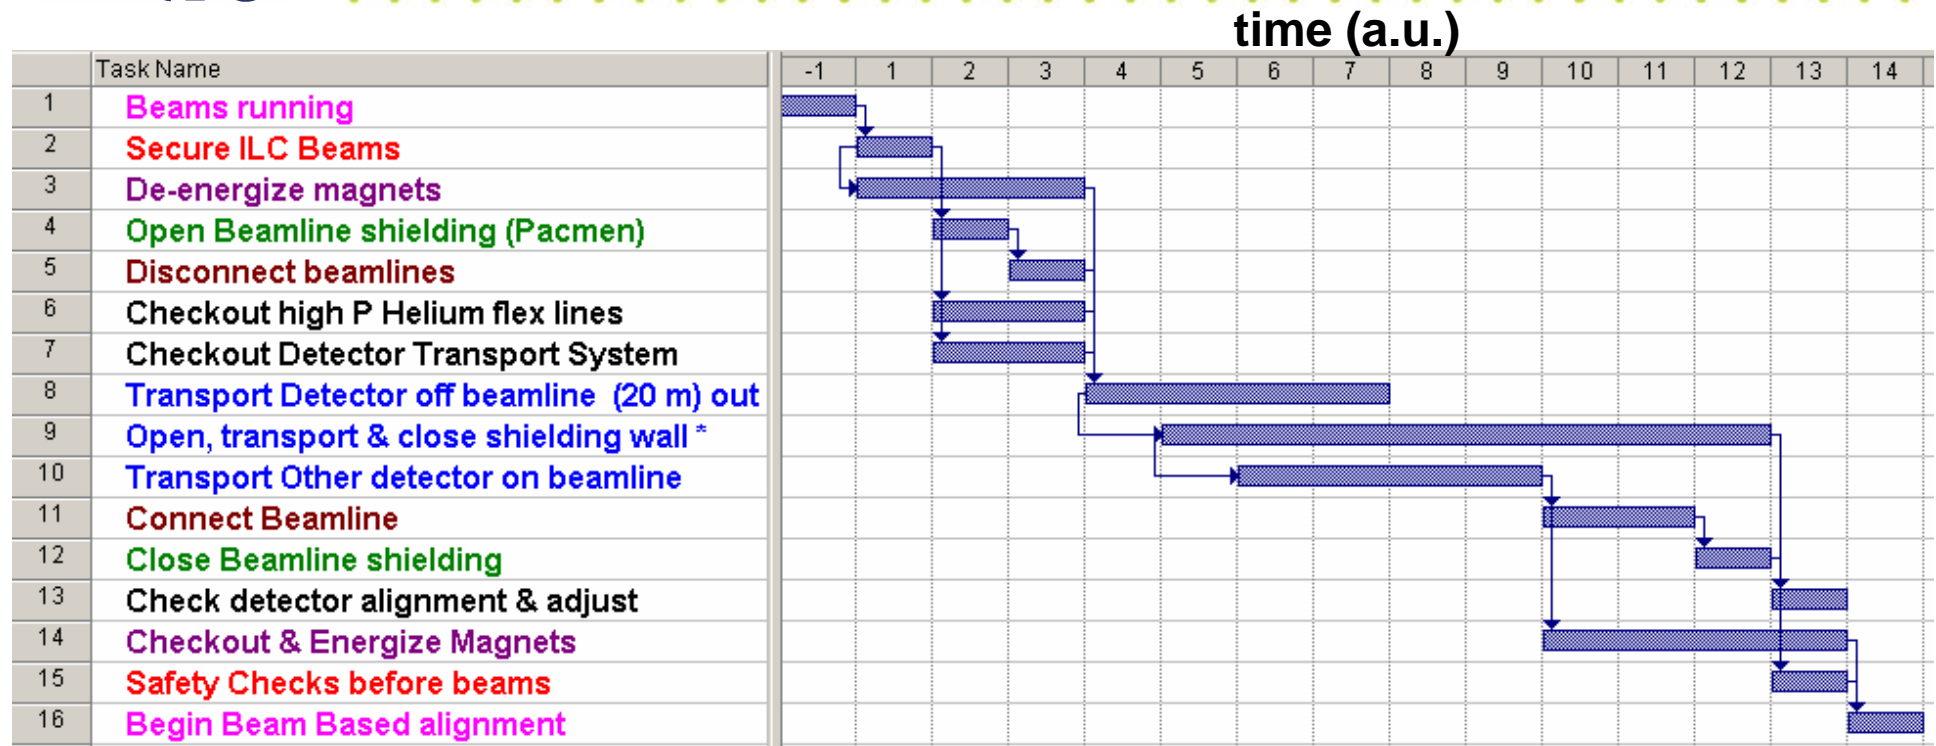 time (a.u.)
Task Name -1 1 2 3 4 5 6 7 8 9 10 11 12 13 14
1 Beams running
2 Secure ILC Beams
3 De-energize magnets
4 Open Beamline shielding (Pacmen)
5 Disconnect beamlines
6 Checkout high P Helium flex lines
7 Checkout Detector Transport System
8 Transport Detector off beamline (20 m) out
9 Open, transport & close shielding wall *
10 Transport Other detector on beamline
11 Connect Beamline
12 Close Beamline shielding
13 Check detector alignment & adjust
14 Checkout & Energize Magnets
15 Safety Checks before beams
16 Begin Beam Based alignment